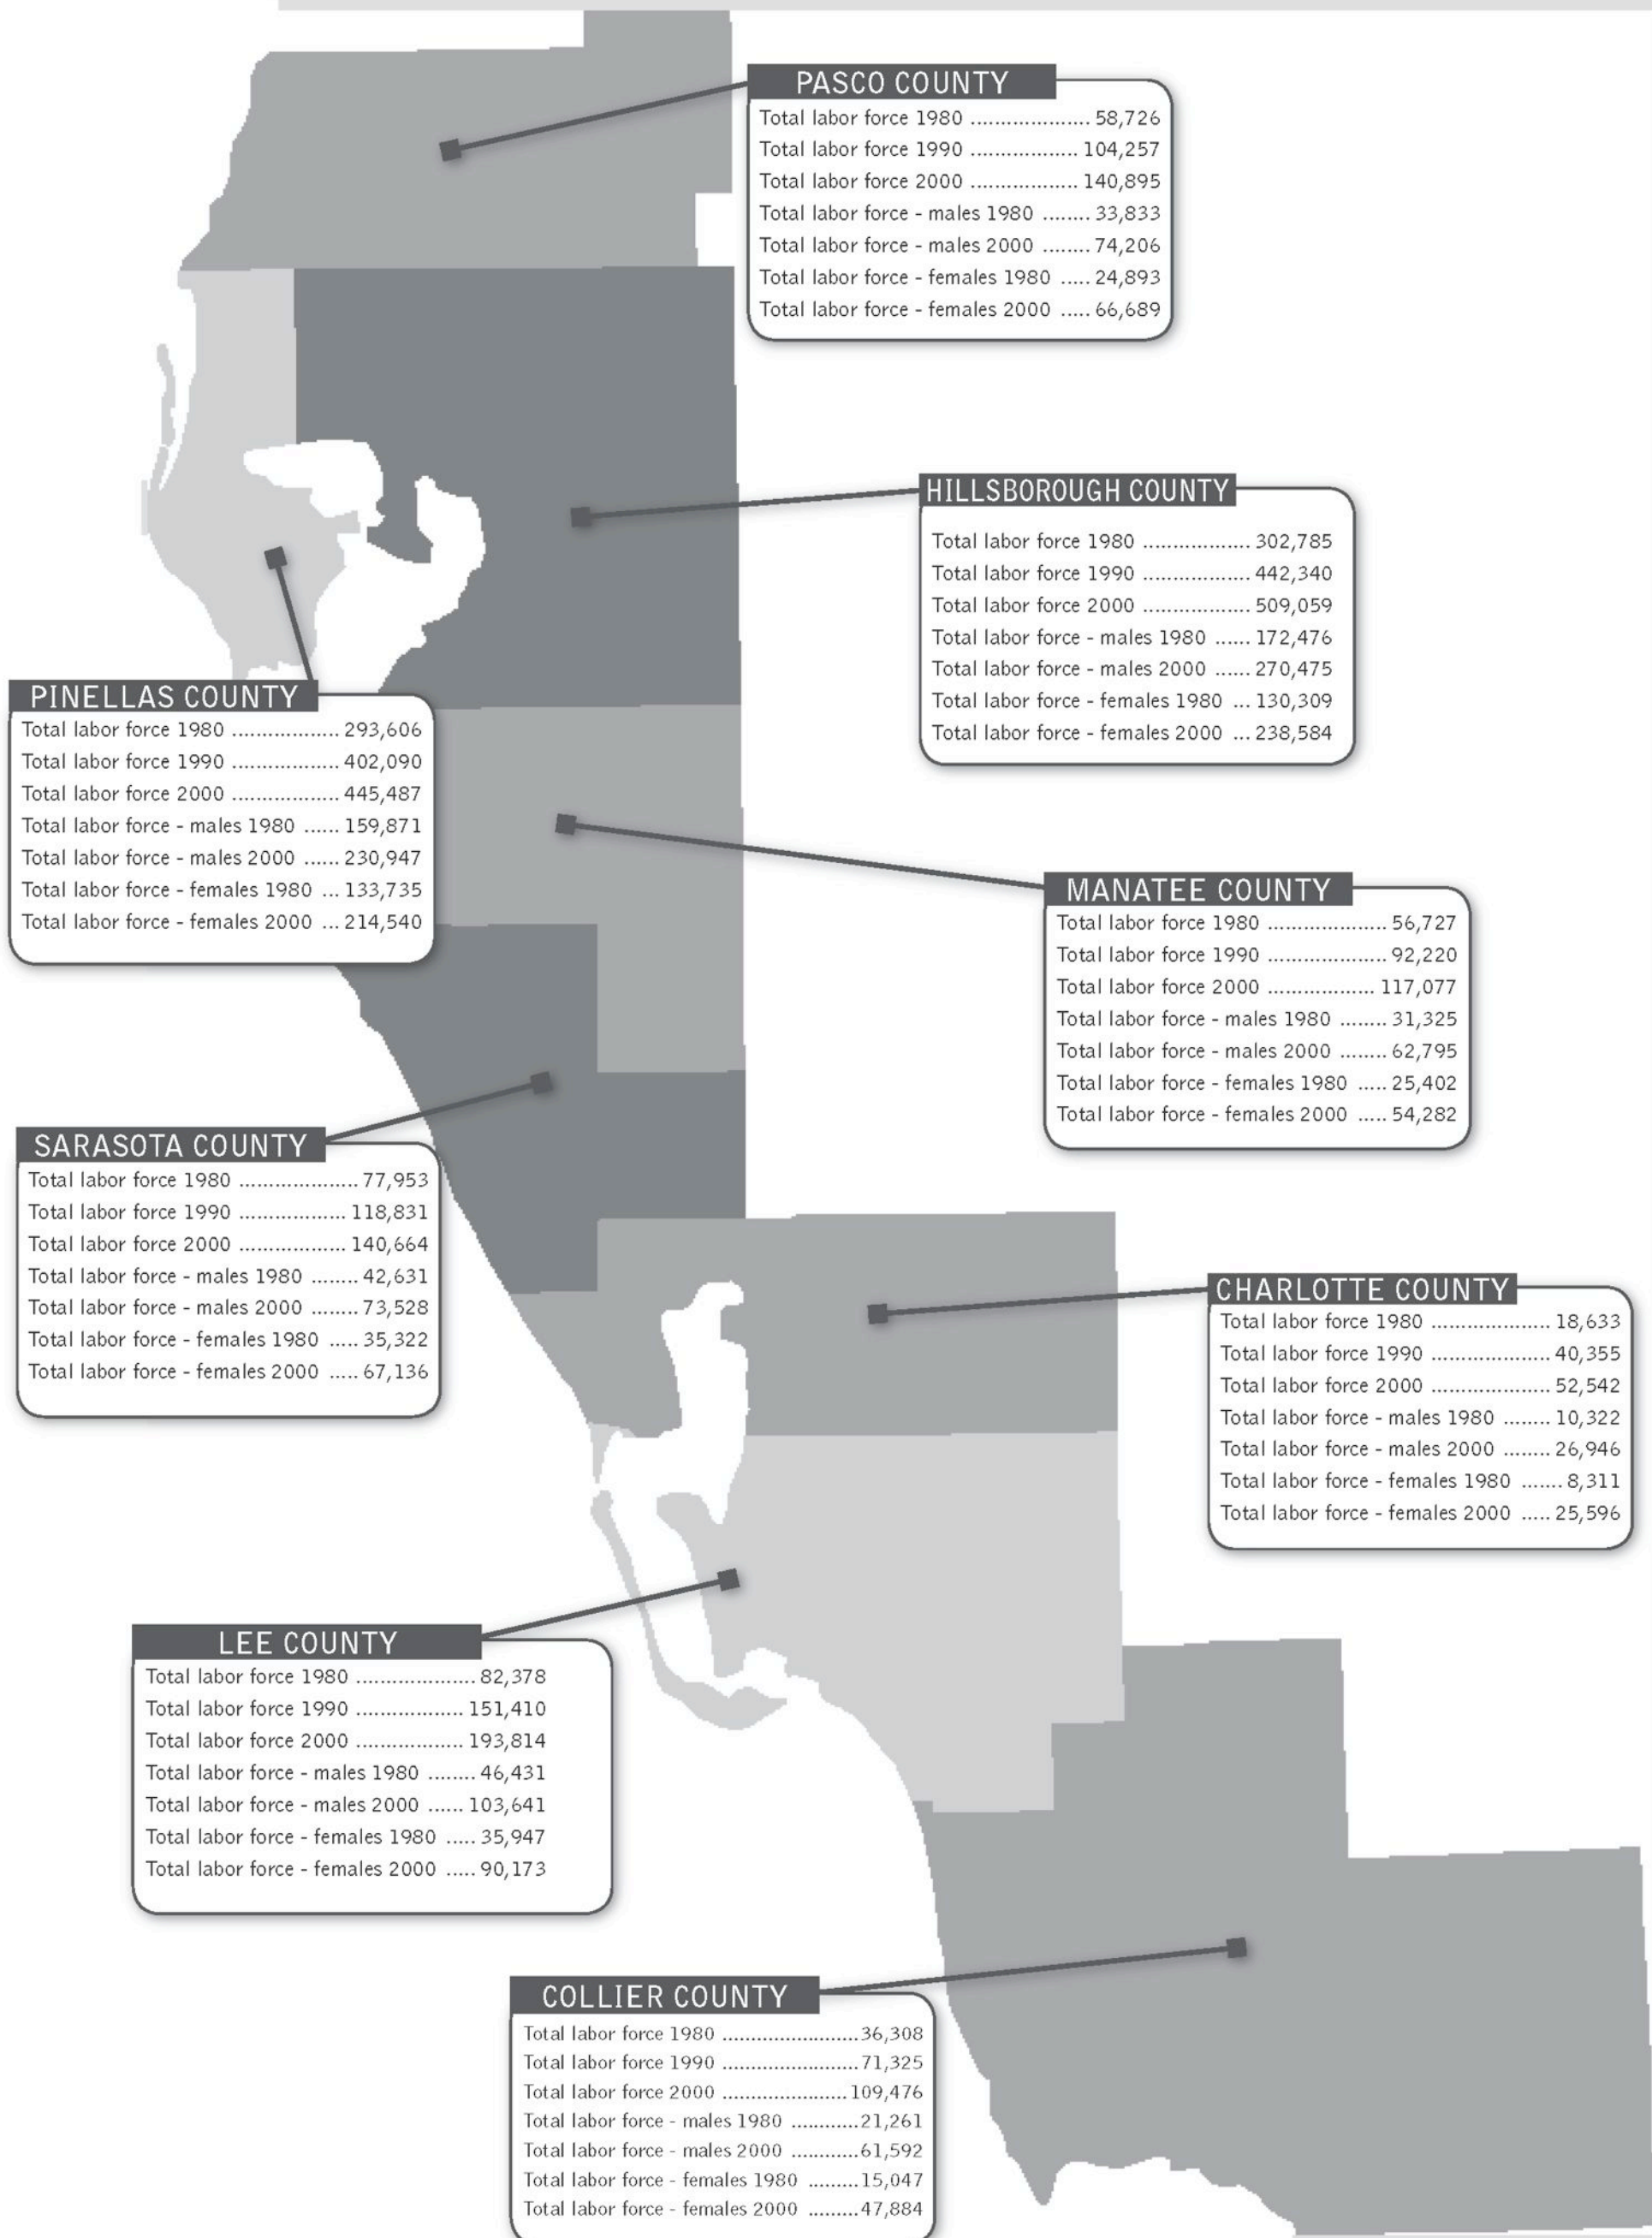 PASCO COUNTY
Total labor force 1980 ................... 58,726
Total labor force 1990 .................. 104,257
Total labor force 2000 .................. 140,895
Total labor force - males 1980 ........ 33,833
Total labor force - males 2000 ........ 74,206
Total labor force - females 1980 ..... 24,893
Total labor force - females 2000 ..... 66,689
HILLSBOROUGH COUNTY
Total labor force 1980 .................. 302,785
Total labor force 1990 .................. 442,340
Total labor force 2000 .................. 509,059
Total labor force - males 1980 ...... 172,476
Total labor force - males 2000 ...... 270,475
Total labor force - females 1980 ... 130,309
Total labor force - females 2000 ... 238,584
PINELLAS COUNTY
Total labor force 1980 .................. 293,606
Total labor force 1990 .................. 402,090
Total labor force 2000 .................. 445,487
Total labor force - males 1980 ...... 159,871
Total labor force - males 2000 ...... 230,947
Total labor force - females 1980 ... 133,735
Total labor force - females 2000 ... 214,540
MANATEE COUNTY
Total labor force 1980 .................... 56,727
Total labor force 1990 .................... 92,220
Total labor force 2000 .................. 117,077
Total labor force - males 1980 ........ 31,325
Total labor force - males 2000 ........ 62,795
Total labor force - females 1980 ..... 25,402
Total labor force - females 2000 ..... 54,282
SARASOTA COUNTY
Total labor force 1980 .................... 77,953
Total labor force 1990 .................. 118,831
Total labor force 2000 .................. 140,664
Total labor force - males 1980 ........ 42,631
Total labor force - males 2000 ........ 73,528
Total labor force - females 1980 ..... 35,322
Total labor force - females 2000 ..... 67,136
CHARLOTTE COUNTY
Total labor force 1980 .................... 18,633
Total labor force 1990 .................... 40,355
Total labor force 2000 .................... 52,542
Total labor force - males 1980 ........ 10,322
Total labor force - males 2000 ........ 26,946
Total labor force - females 1980 ....... 8,311
Total labor force - females 2000 ..... 25,596
LEE COUNTY
Total labor force 1980 .................... 82,378
Total labor force 1990 .................. 151,410
Total labor force 2000 .................. 193,814
Total labor force - males 1980 ........ 46,431
Total labor force - males 2000 ...... 103,641
Total labor force - females 1980 ..... 35,947
Total labor force - females 2000 ..... 90,173
COLLIER COUNTY
Total labor force 1980 ........................36,308
Total labor force 1990 ........................71,325
Total labor force 2000 ......................109,476
Total labor force - males 1980 ............21,261
Total labor force - males 2000 ............61,592
Total labor force - females 1980 .........15,047
Total labor force - females 2000 .........47,884